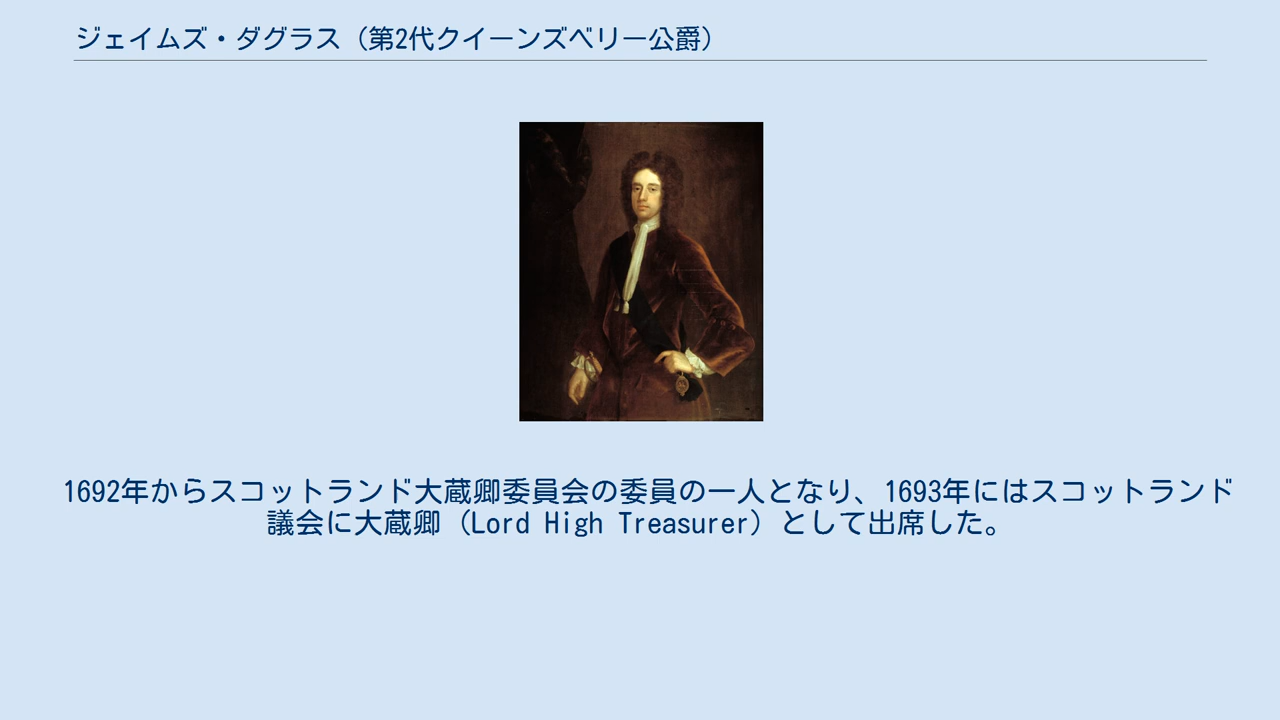 ジェイムズ・ダグラス（第2代クイーンズベリー公爵）
1692年からスコットランド大蔵卿委員会の委員の一人となり、1693年にはスコットランド
議会に大蔵卿（Lord High Treasurer）として出席した。